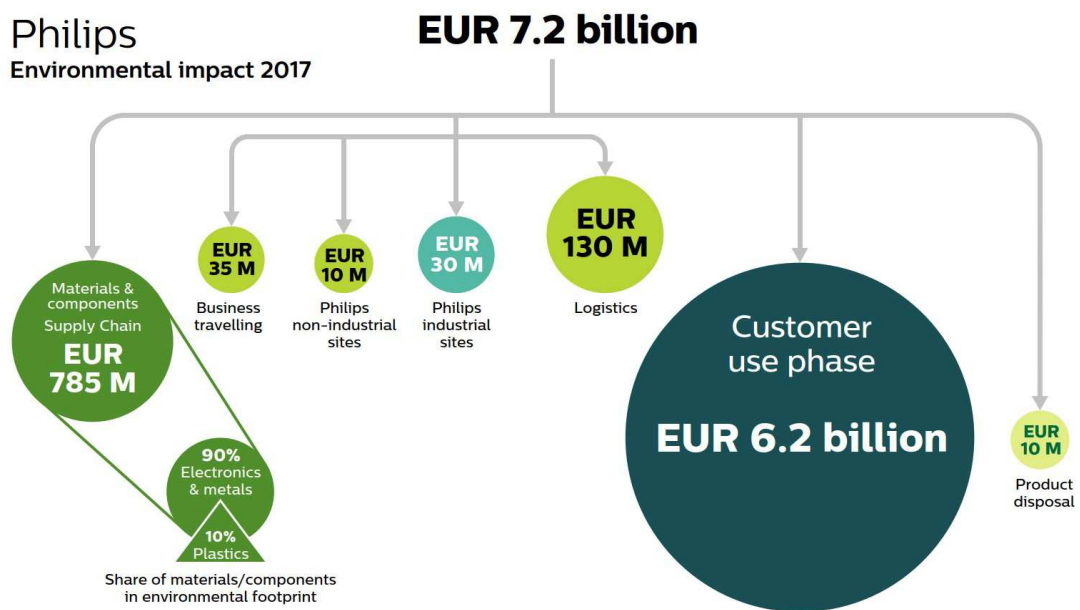 Philips
Environmental impact 2017
EUR 7.2 billion
Materials &
components
Supply Chain
EUR
785 M
90%
Electronics
& metals
10%
Plastics
Share of materials/components
in environmental footprint
EUR
35 M
Business
travelling
EUR
10 M
Philips
non-industrial
sites
EUR
30 M
Philips
industrial
sites
EUR
130 M
Logistics
Customer
use phase
EUR 6.2 billion
EUR
10 M
Product
disposal